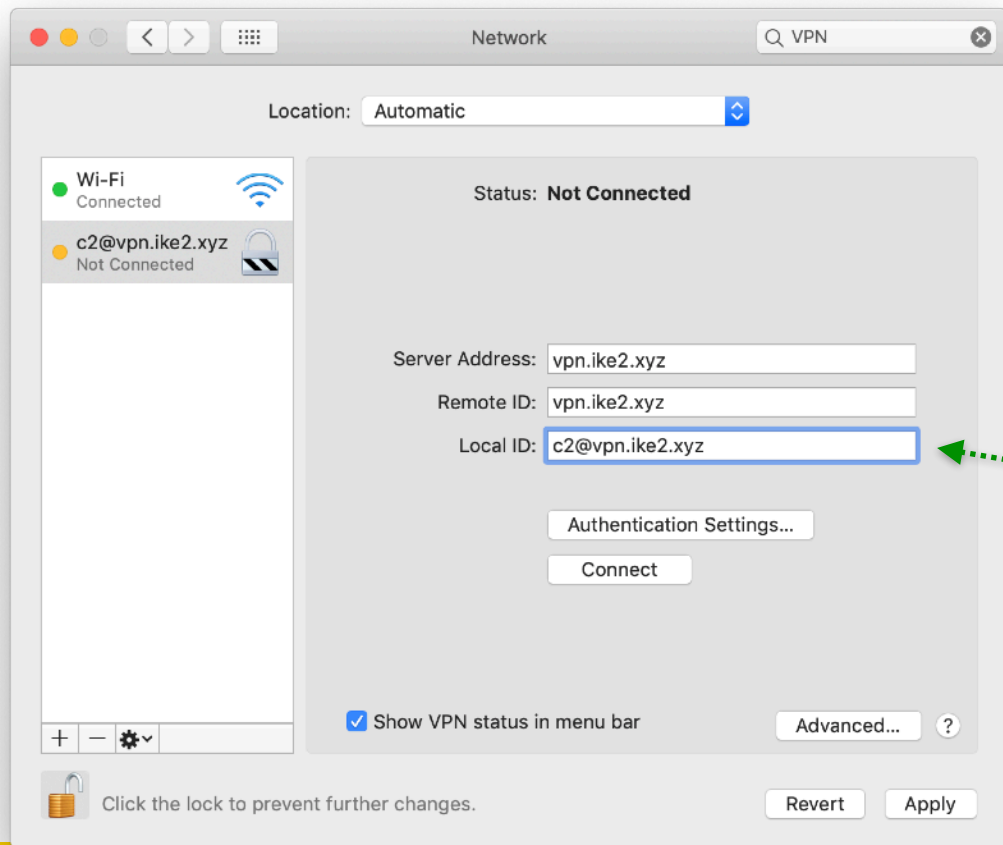 Network
VPN
Location: Automatic
Wi-Fi
Connected
c2@vpn.ike2.xyz
Not Connected
Status: Not Connected
Server Address: vpn.ike2.xyz
Remote ID: vpn.ike2.xyz
Local ID: c2@vpn.ike2.xyz
Authentication Settings...
Connect
Show VPN status in menu bar
Advanced... ?
Click the lock to prevent further changes.
Revert Apply